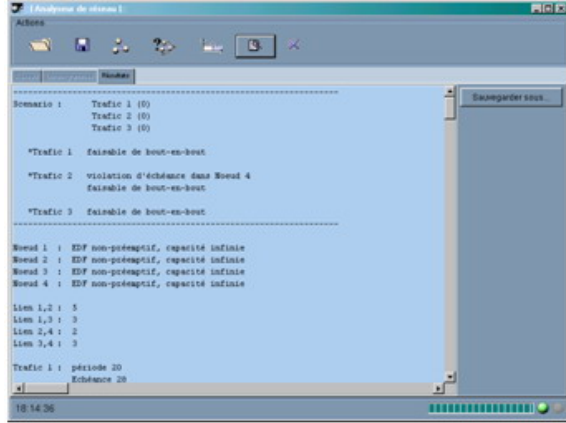 [Analyseur de réseau]
Actions
Résultats
Sauvegarder sous...
Scenario : Trafic 1 (0)
Trafic 2 (0)
Trafic 3 (0)
*Trafic 1 faisable de bout-en-bout
*Trafic 2 violation d'échéance dans Noeud 4
faisable de bout-en-bout
*Trafic 3 faisable de bout-en-bout
Noeud 1 : EDF non-préemptif, capacité infinie
Noeud 2 : EDF non-préemptif, capacité infinie
Noeud 3 : EDF non-préemptif, capacité infinie
Noeud 4 : EDF non-préemptif, capacité infinie
Lien 1,2 : 5
Lien 1,3 : 3
Lien 2,4 : 2
Lien 3,4 : 3
Trafic 1 : période 20
Echéance 28
18:14:36